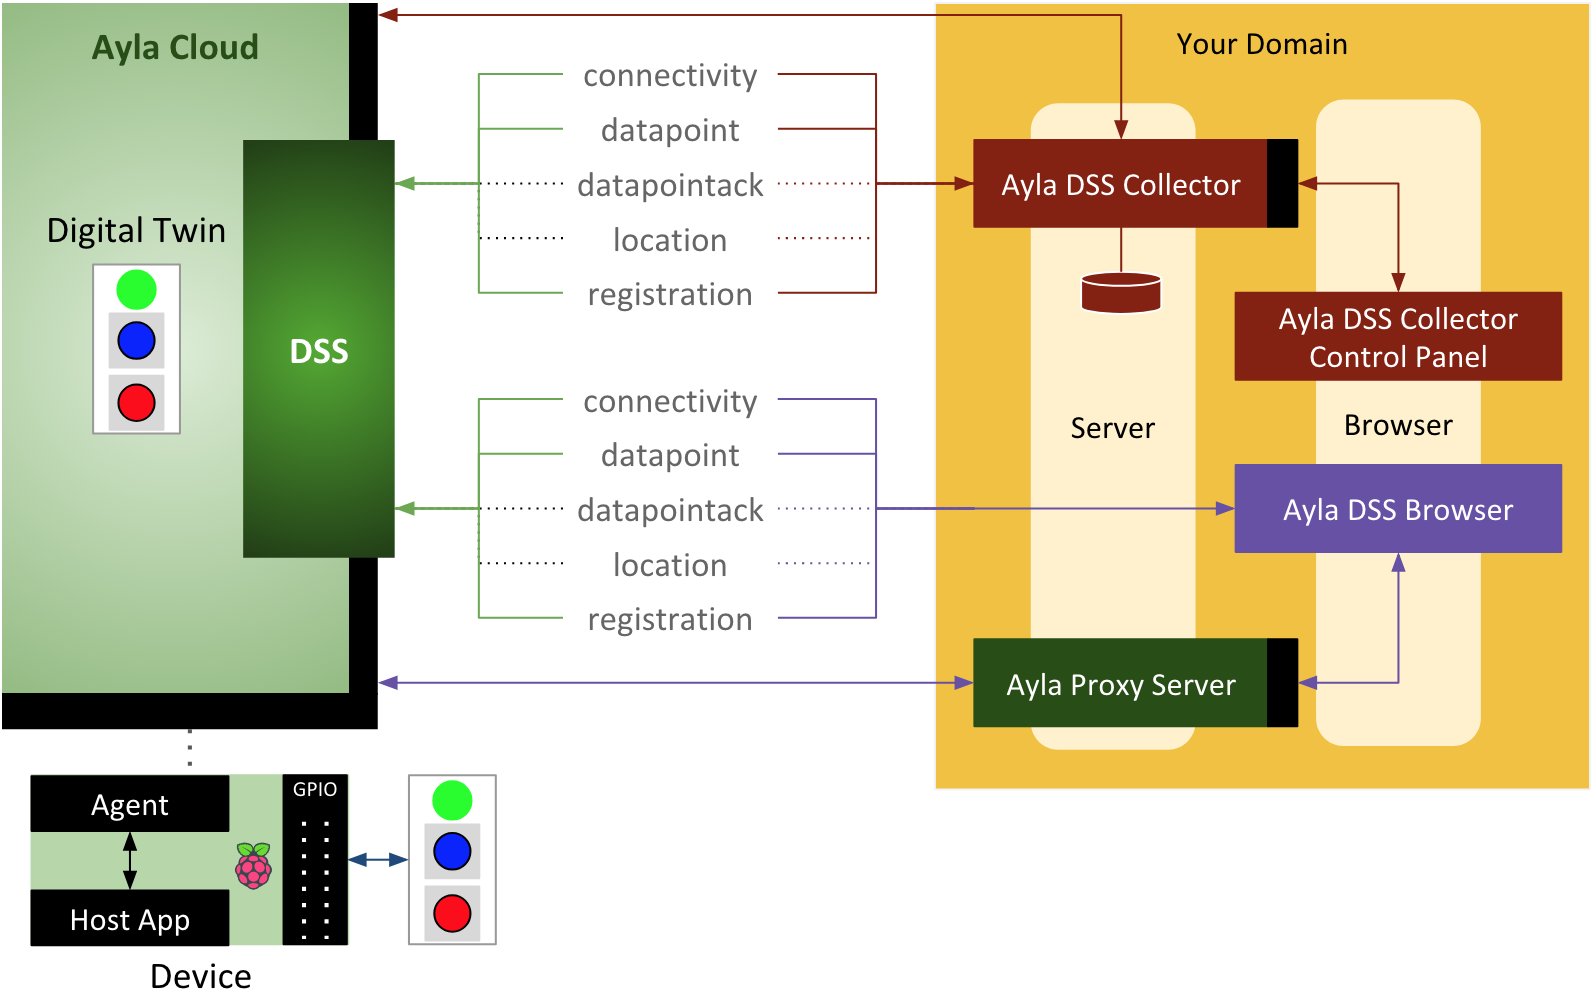 Ayla Cloud
Your Domain
connectivity
datapoint
datapointack
location
registration
Ayla DSS Collector
Digital Twin
DSS
Ayla DSS Collector
Control Panel
connectivity
datapoint
datapointack
location
registration
Server
Browser
Ayla DSS Browser
Ayla Proxy Server
Agent
GPIO
Host App
Device